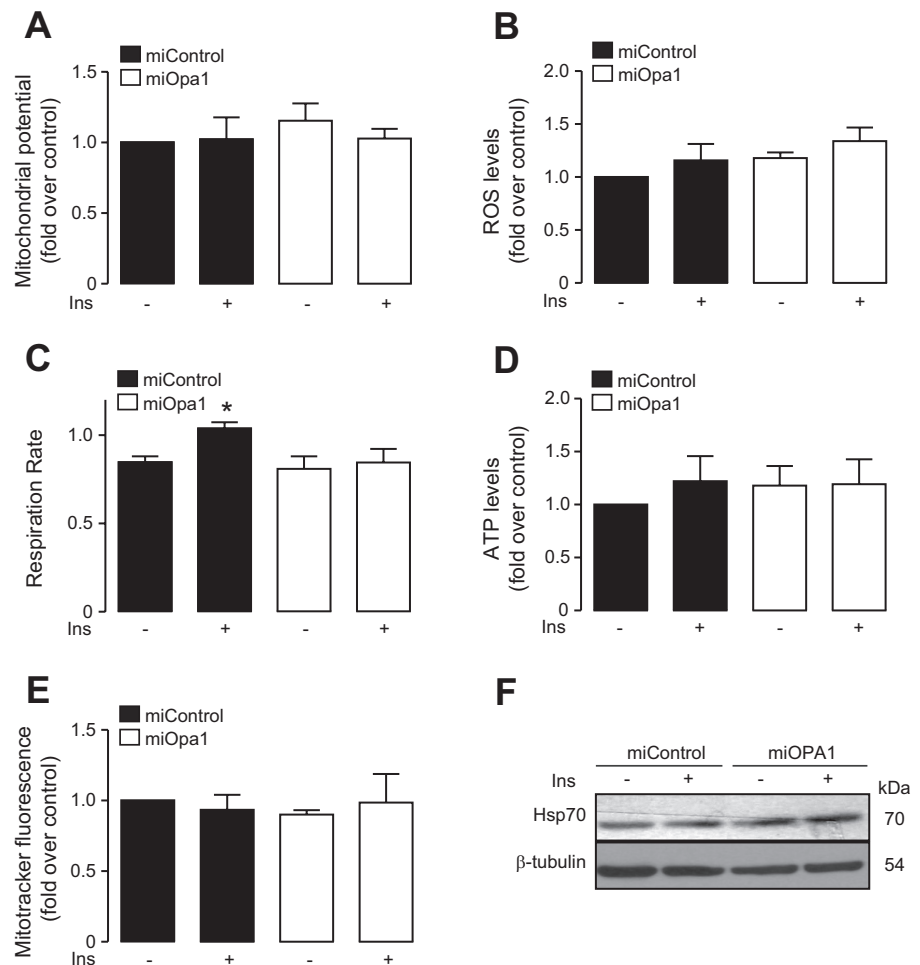 A
miControl
miOpa1
Mitochondrial potential
(fold over control)
1.5
1.0
0.5
0
Ins - + - +
B
miControl
miOpa1
ROS levels
(fold over control)
2.0
1.5
1.0
0.5
0
Ins - + - +
C
miControl
miOpa1
Respiration Rate
*
1.0
0.5
0
Ins - + - +
D
miControl
miOpa1
ATP levels
(fold over control)
2.0
1.5
1.0
0.5
0
Ins - + - +
E
miControl
miOpa1
Mitotracker fluorescence
(fold over control)
1.5
1.0
0.5
0
Ins - + - +
F
miControl miOPA1
Ins - + - + kDa
Hsp70 70
β-tubulin 54